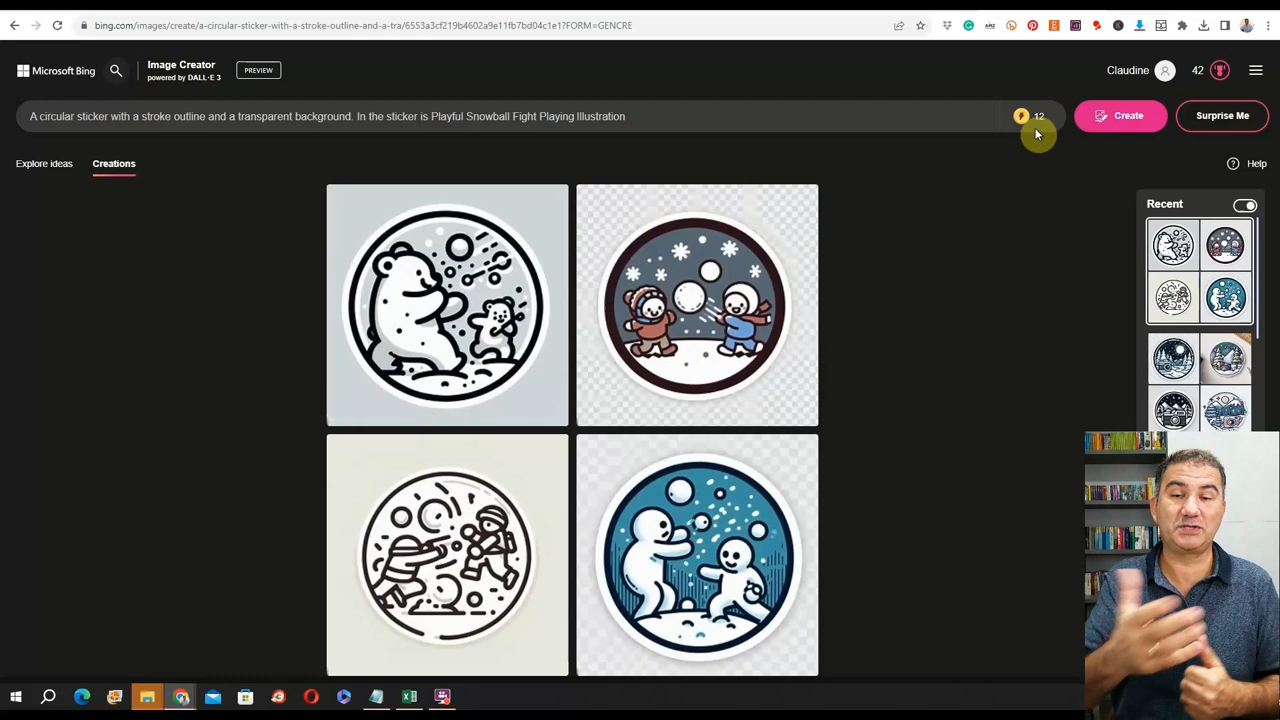 bing.com/images/create/a-circular-sticker-with-a-stroke-outline-and-a-tra/6553a3cf219b4602a9e11fb7bd04c1e1?FORM=GENCRE
Microsoft Bing
Image Creator
powered by DALL·E 3
PREVIEW
Claudine
42
A circular sticker with a stroke outline and a transparent background. In the sticker is Playful Snowball Fight Playing Illustration
12
Create
Surprise Me
Explore ideas
Creations
Help
Recent